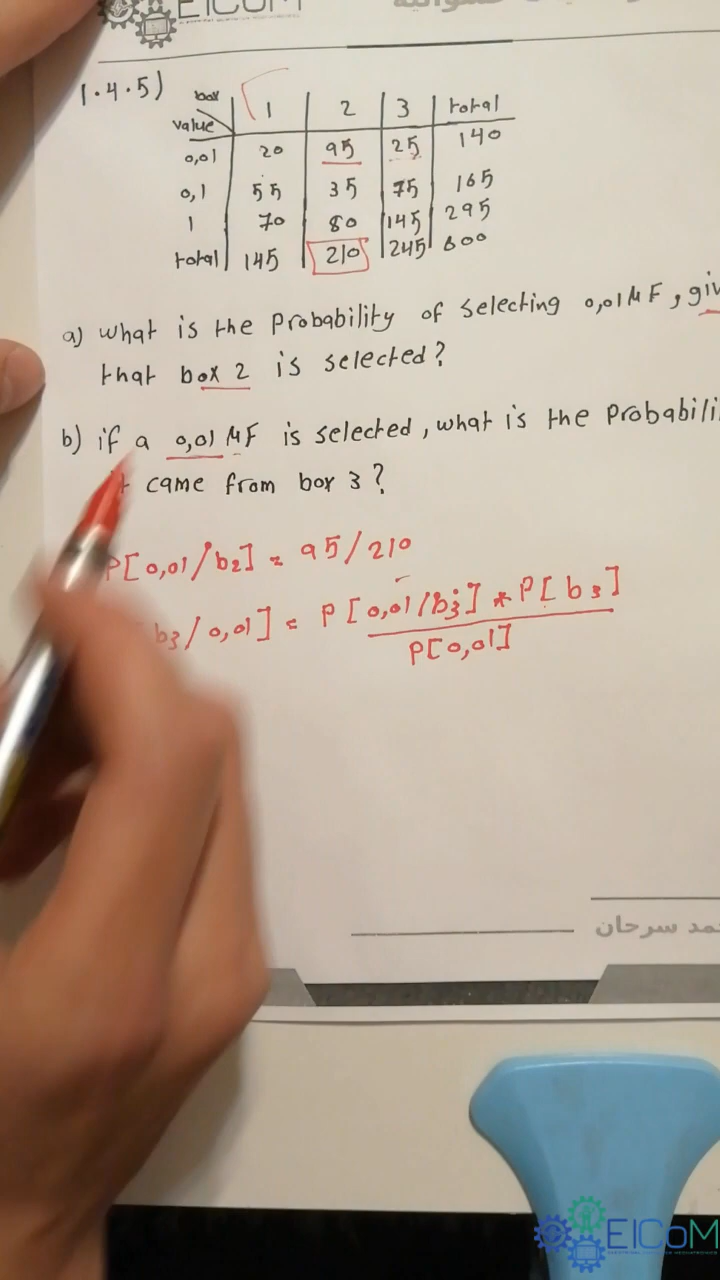 EICoM
1.4.5)
box 1 2 3 total
value
0,01 20 95 25 140
0,1 55 35 75 165
1 70 80 145 295
total 145 210 245 600
a) what is the Probability of selecting 0,01 MF, giv
that box 2 is selected?
b) if a 0,01 MF is selected, what is the Probabili
it came from box 3?
P[0,01/b2] = 95/210
b3/0,01] = P[0,01/b3] * P[b3]
P[0,01]
مد سرحان
EICoM